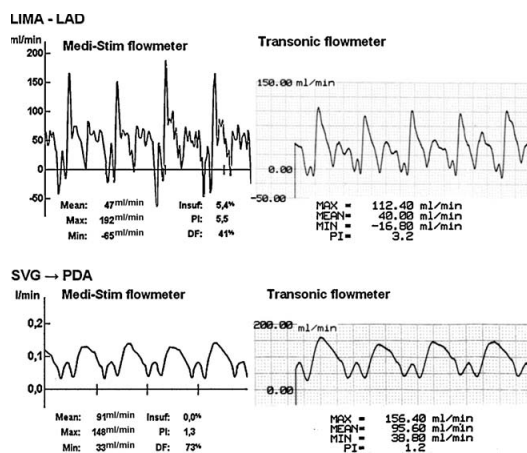 LIMA - LAD
ml/min
Medi-Stim flowmeter
200
150
100
50
0
-50
Mean: 47ml/min Insuf: 5,4%
Max: 192ml/min PI: 5,5
Min: -65ml/min DF: 41%
Transonic flowmeter
150.00 ml/min
0.00
-50.00
MAX = 112.40 ml/min
MEAN= 40.00 ml/min
MIN = -16.80 ml/min
PI= 3.2
SVG → PDA
l/min
Medi-Stim flowmeter
0,2
0,1
0,0
Mean: 91ml/min Insuf: 0,0%
Max: 148ml/min PI: 1,3
Min: 33ml/min DF: 73%
Transonic flowmeter
200.00 ml/min
0.00
MAX = 156.40 ml/min
MEAN= 95.60 ml/min
MIN = 38.80 ml/min
PI= 1.2